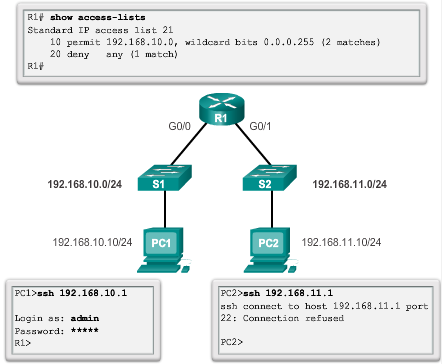 R1# show access-lists
Standard IP access list 21
10 permit 192.168.10.0, wildcard bits 0.0.0.255 (2 matches)
20 deny any (1 match)
R1#
R1
G0/0
G0/1
192.168.10.0/24
S1
S2
192.168.11.0/24
192.168.10.10/24
PC1
PC2
192.168.11.10/24
PC1>ssh 192.168.10.1
Login as: admin
Password: *****
R1>
PC2>ssh 192.168.11.1
ssh connect to host 192.168.11.1 port
22: Connection refused
PC2>